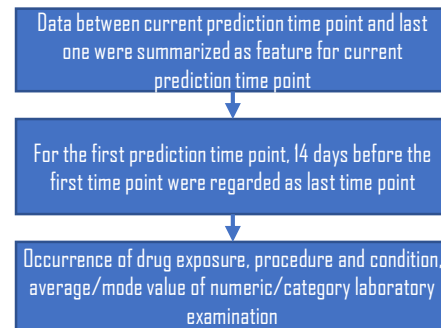 Data between current prediction time point and last
one were summarized as feature for current
prediction time point
For the first prediction time point, 14 days before the
first time point were regarded as last time point
Occurrence of drug exposure, procedure and condition,
average/mode value of numeric/category laboratory
examination